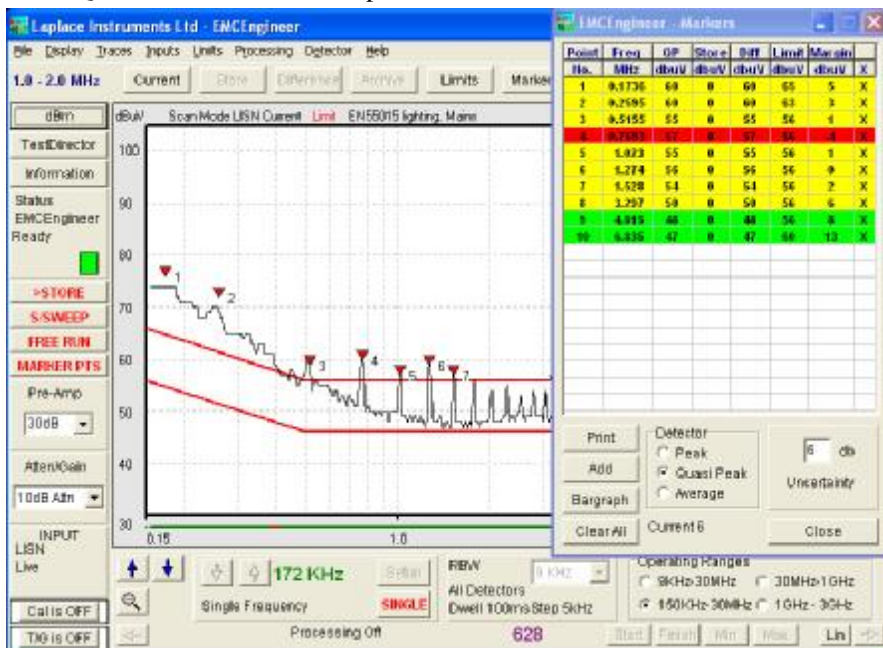 Laplace Instruments Ltd - EMCEngineer
File Display Traces Inputs Units Processing Detector Help
1.0 - 2.0 MHz Current Store Difference Archive Limits Marke
dBm
TestDirector
Information
Status
EMCEngineer
Ready
>STORE
S/SWEEP
FREE RUN
MARKER PTS
Pre-Amp
30dB
Atten/Gain
10dB Attn
INPUT
LISN
Live
Cal is OFF
T/G is OFF
dBuV Scan Mode LISN Current Limit EN55015 lighting. Mains
100
90
80
70
60
50
40
30
0.15 1.0
1 2 3 4 5 6 7
172 KHz
Single Frequency SINGLE
RBW
9 KHz
All Detectors
Dwell 100ms Step 5kHz
Processing Off 628
Operating Ranges
9KHz-30MHz 30MHz-1GHz
150KHz-30MHz 1GHz - 3GHz
Start Finish Min Max Lin
EMCEngineer - Markers
Point Freq QP Store Diff Limit Margin
No. MHz dbuV dbuV dbuV dbuV dbuV X
1 0.1736 60 0 60 65 5 X
2 0.2595 60 0 60 63 3 X
3 0.5155 55 0 55 56 1 X
4 57 0 57 56 X
5 1.023 55 0 55 56 1 X
6 1.274 56 0 56 56 0 X
7 1.528 54 0 54 56 2 X
8 3.297 50 0 50 56 6 X
9 4.815 48 0 48 56 8 X
10 6.835 47 0 47 60 13 X
Print
Add
Bargraph
Clear All
Detector
Peak
Quasi Peak
Average
Current 6
6 db
Uncertainty
Close